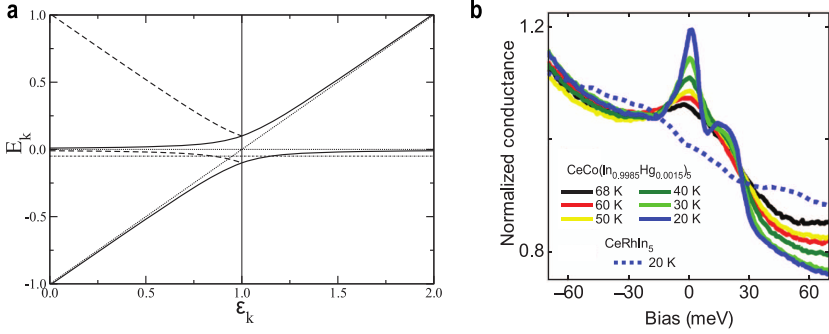 a
1.0
0.5
0.0
-0.5
-1.0
E_k
0.0
0.5
1.0
1.5
2.0
ε_k
b
1.2
1
0.8
Normalized conductance
CeCo(In0.9985Hg0.0015)5
68 K
40 K
60 K
30 K
50 K
20 K
CeRhIn5
20 K
−60
−30
0
30
60
Bias (meV)